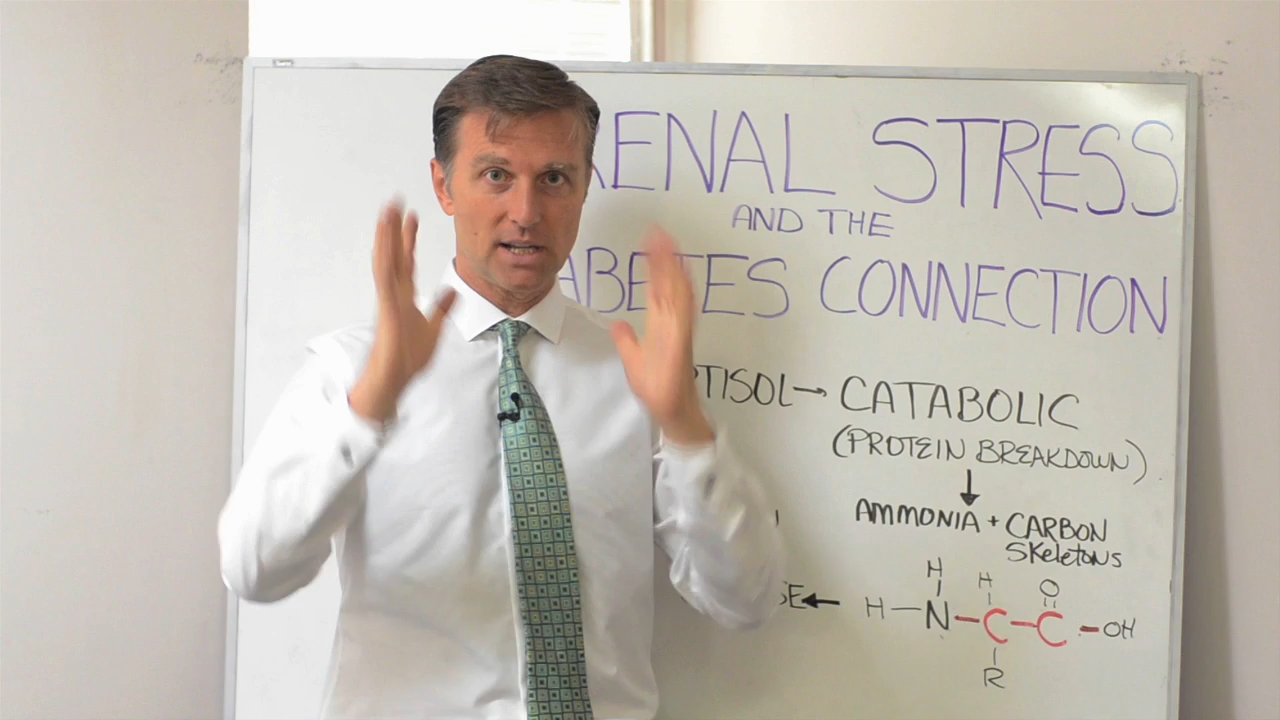 RENAL STRESS
AND THE
ABETES CONNECTION
TISOL → CATABOLIC
(PROTEIN BREAKDOWN)
↓
AMMONIA + CARBON
SKeletons
H H O
SE ← H — N — C — C — OH
R